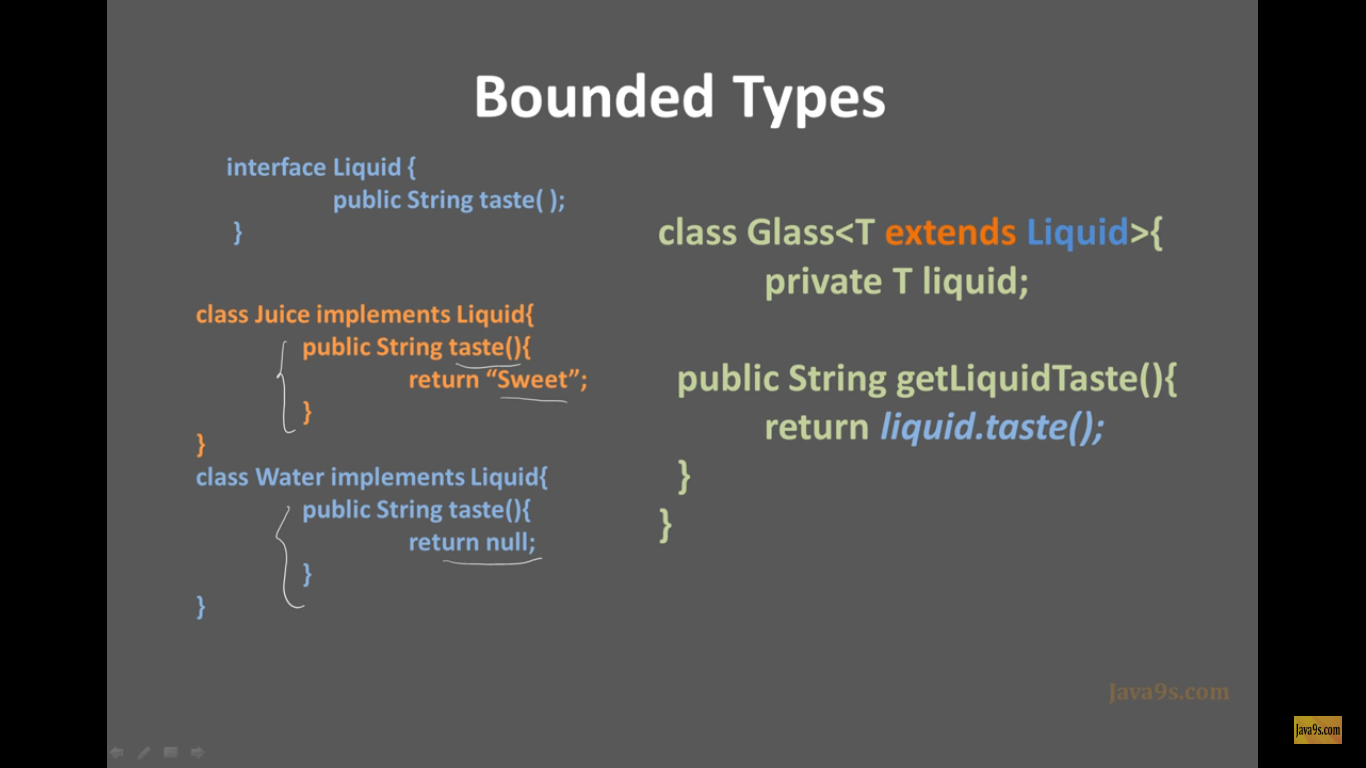 Bounded Types
interface Liquid {
public String taste( );
}
class Juice implements Liquid{
public String taste(){
return “Sweet”;
}
}
class Water implements Liquid{
public String taste(){
return null;
}
}
class Glass<T extends Liquid>{
private T liquid;
public String getLiquidTaste(){
return liquid.taste();
}
}
Java9s.com
Java9s.com